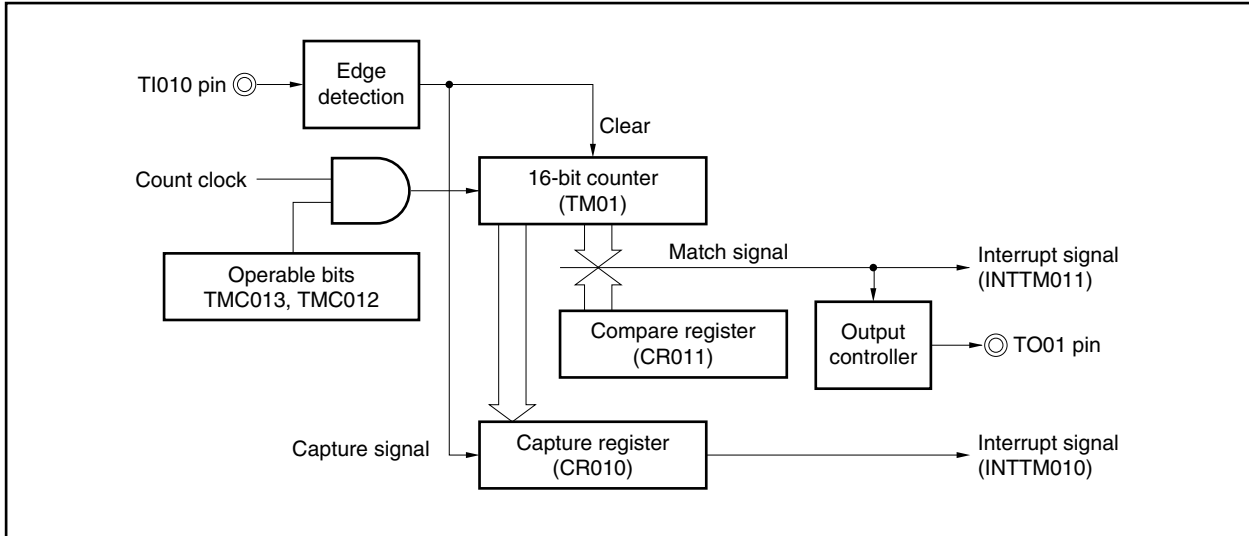 TI010 pin
Edge
detection
Clear
Count clock
16-bit counter
(TM01)
Operable bits
TMC013, TMC012
Match signal
Interrupt signal
(INTTM011)
Compare register
(CR011)
Output
controller
TO01 pin
Capture signal
Capture register
(CR010)
Interrupt signal
(INTTM010)